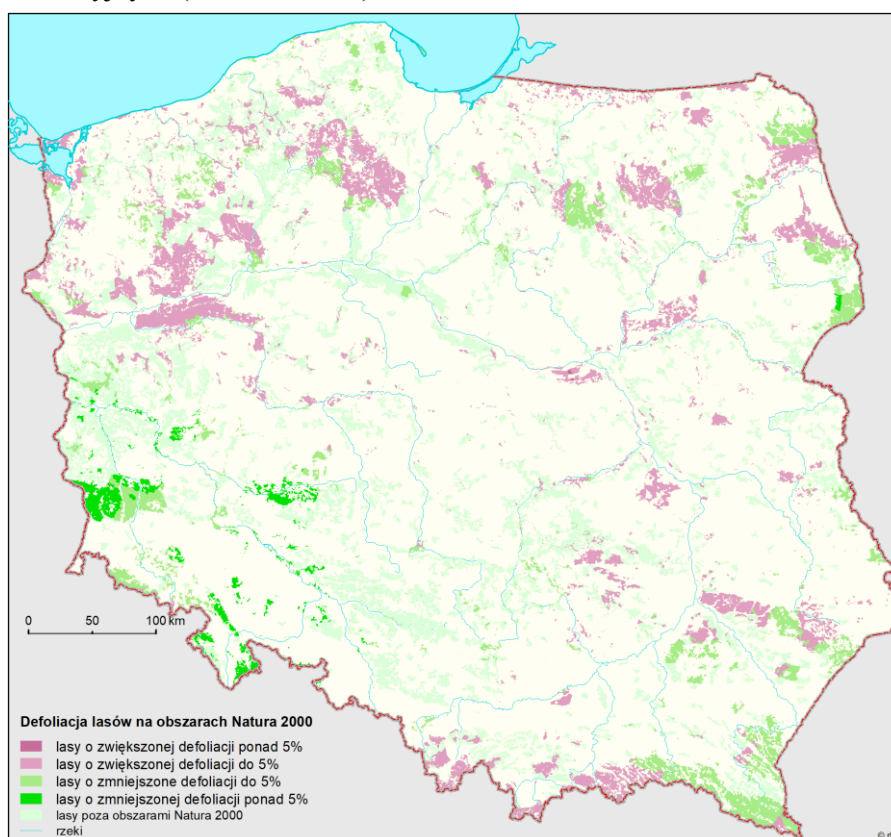 0 50 100 km
Defoliacja lasów na obszarach Natura 2000
lasy o zwiększonej defoliacji ponad 5%
lasy o zwiększonej defoliacji do 5%
lasy o zmniejszone defoliacji do 5%
lasy o zmniejszonej defoliacji ponad 5%
lasy poza obszarami Natura 2000
rzeki